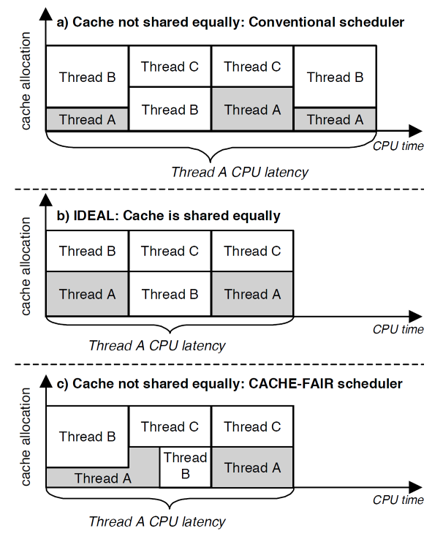 a) Cache not shared equally: Conventional scheduler
cache allocation
Thread B
Thread C
Thread C
Thread B
Thread A
Thread B
Thread A
Thread A
CPU time
Thread A CPU latency
b) IDEAL: Cache is shared equally
cache allocation
Thread B
Thread C
Thread C
Thread A
Thread B
Thread A
CPU time
Thread A CPU latency
c) Cache not shared equally: CACHE-FAIR scheduler
cache allocation
Thread B
Thread C
Thread C
Thread A
Thread
B
Thread A
CPU time
Thread A CPU latency